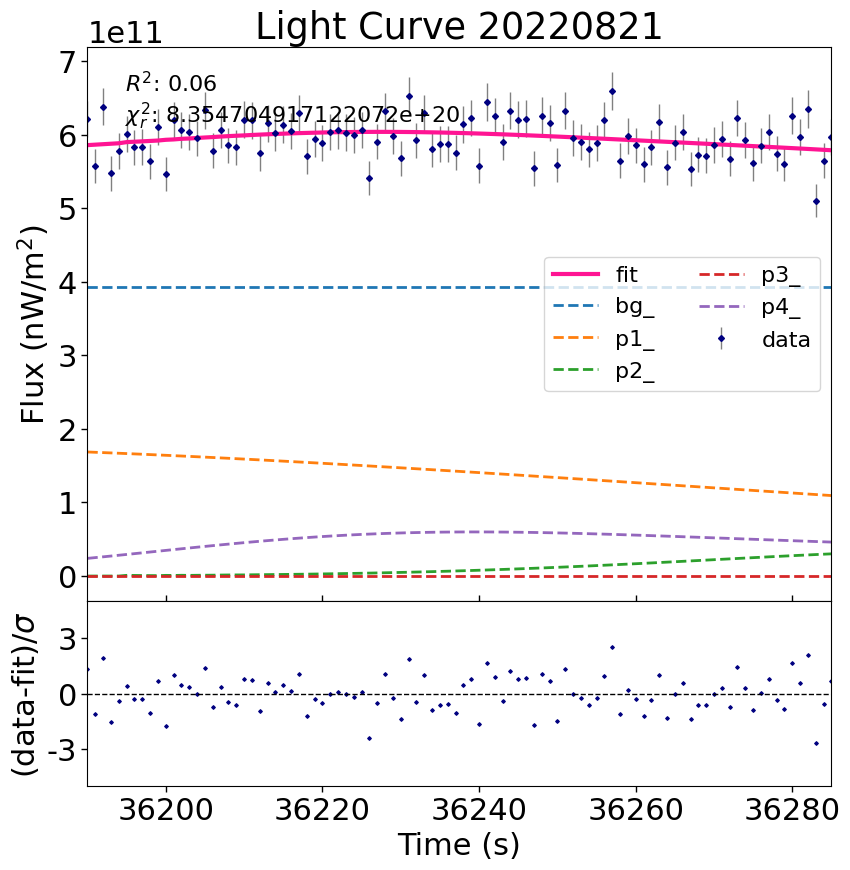 Light Curve 20220821
1e11
R²: 0.06
χ²ᵣ: 8.354704917122072e+20
7
6
5
4
3
2
1
0
Flux (nW/m²)
fit
bg_
p1_
p2_
p3_
p4_
data
3
0
-3
(data-fit)/σ
36200 36220 36240 36260 36280
Time (s)